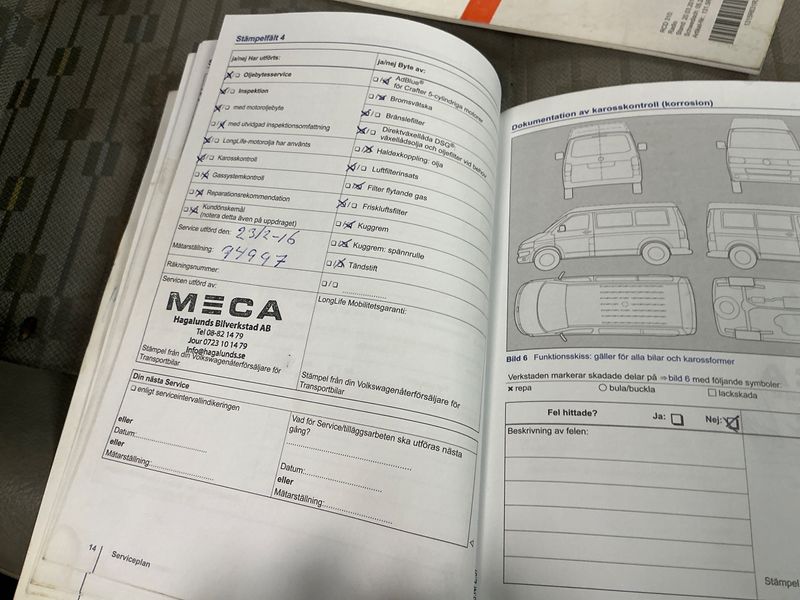 Stämpelfält 4
ja/nej Har utförts:
☒/☐ Oljebytesservice
☒/☐ Inspektion
☒/☐ med motoroljebyte
☐/☒ med utvidgad inspektionsomfattning
☒/☐ LongLife-motorolja har använts
☒/☐ Karosskontroll
☐/☒ Gassystemkontroll
☐/☒ Reparationsrekommendation
☐/☒ Kundönskemål
(notera detta även på uppdraget)
Service utförd den: 23/2-16
Mätarställning: 94997
Räkningsnummer:
Servicen utförd av:
MECA
Hagalunds Bilverkstad AB
Tel 08-82 14 79
Jour 0723 10 14 79
Info@hagalunds.se
Stämpel från din Volkswagenåterförsäljare för
Transportbilar
ja/nej Byte av:
☐/☒ AdBlue®
för Crafter 5-cylindriga motorer
☐/☒ Bromsvätska
☒/☐ Bränslefilter
☒/☐ Direktväxellåda DSG®:
växellådsolja och oljefilter vid behov
☐/☒ Haldexkoppling: olja
☒/☐ Luftfilterinsats
☐/☒ Filter flytande gas
☒/☐ Friskluftsfilter
☐/☒ Kuggrem
☐/☒ Kuggrem: spännrulle
☐/☒ Tändstift
☐/☐ ....................
LongLife Mobilitetsgaranti:
Stämpel från din Volkswagenåterförsäljare för
Transportbilar
Din nästa Service
☐ enligt serviceintervallindikeringen
eller
Datum:....................
eller
Mätarställning:....................
Vad för Service/tilläggsarbeten ska utföras nästa
gång?
........................................
Datum:....................
eller
Mätarställning:....................
14 Serviceplan
Dokumentation av karosskontroll (korrosion)
Bild 6 Funktionsskiss: gäller för alla bilar och karossformer
Verkstaden markerar skadade delar på ⇒ bild 6 med följande symboler:
× repa ○ bula/buckla □ lackskada
Fel hittade? Ja: ☐ Nej: ☒
Beskrivning av felen:
Stämpel
RCD 310
Radio